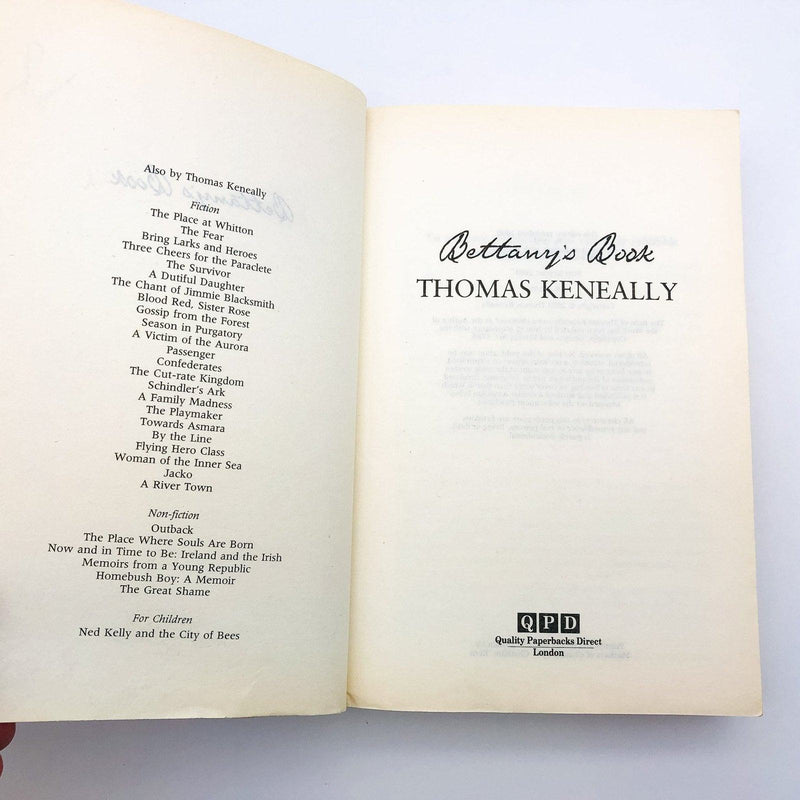 Also by Thomas Keneally
Fiction
The Place at Whitton
The Fear
Bring Larks and Heroes
Three Cheers for the Paraclete
The Survivor
A Dutiful Daughter
The Chant of Jimmie Blacksmith
Blood Red, Sister Rose
Gossip from the Forest
Season in Purgatory
A Victim of the Aurora
Passenger
Confederates
The Cut-rate Kingdom
Schindler's Ark
A Family Madness
The Playmaker
Towards Asmara
By the Line
Flying Hero Class
Woman of the Inner Sea
Jacko
A River Town
Non-fiction
Outback
The Place Where Souls Are Born
Now and in Time to Be: Ireland and the Irish
Memoirs from a Young Republic
Homebush Boy: A Memoir
The Great Shame
For Children
Ned Kelly and the City of Bees
Bettany's Book
THOMAS KENEALLY
QPD
Quality Paperbacks Direct
London